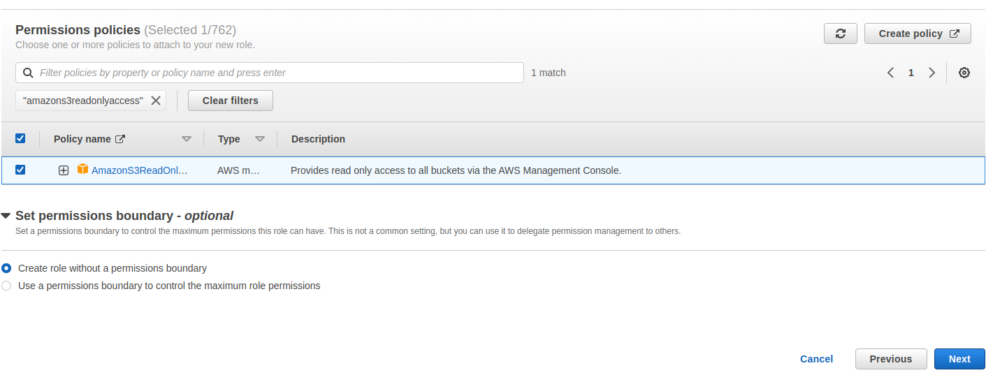 Permissions policies (Selected 1/762)
Choose one or more policies to attach to your new role.
Create policy
Filter policies by property or policy name and press enter
1 match
1
"amazons3readonlyaccess"
Clear filters
Policy name
Type
Description
AmazonS3ReadOnl...
AWS m...
Provides read only access to all buckets via the AWS Management Console.
Set permissions boundary - optional
Set a permissions boundary to control the maximum permissions this role can have. This is not a common setting, but you can use it to delegate permission management to others.
Create role without a permissions boundary
Use a permissions boundary to control the maximum role permissions
Cancel
Previous
Next